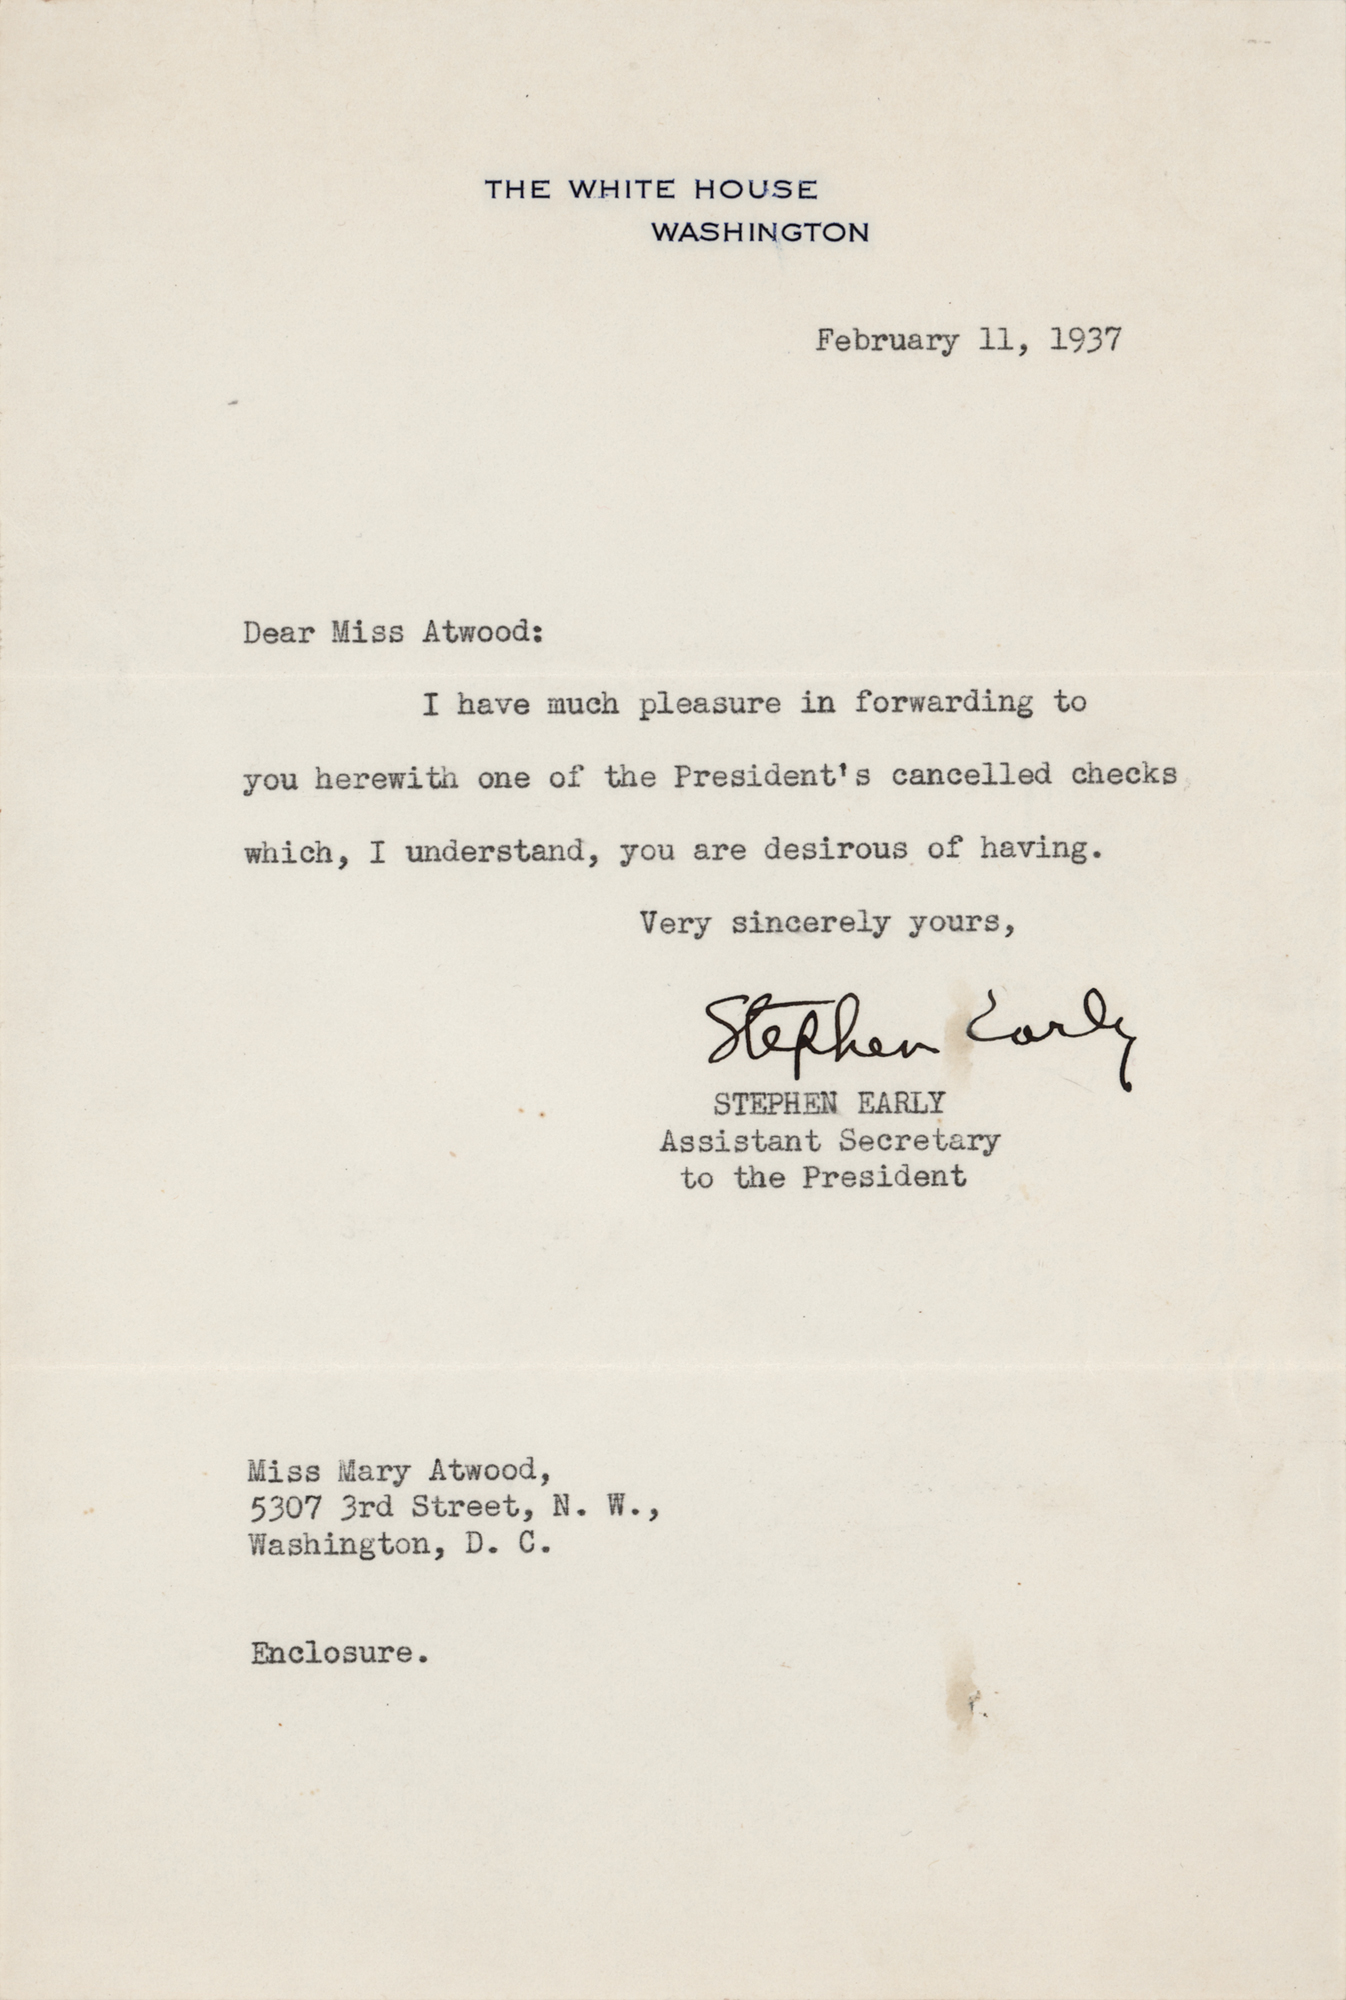 THE WHITE HOUSE
WASHINGTON
February 11, 1937
Dear Miss Atwood:
I have much pleasure in forwarding to
you herewith one of the President's cancelled checks
which, I understand, you are desirous of having.
Very sincerely yours,
Stephen Early
STEPHEN EARLY
Assistant Secretary
to the President
Miss Mary Atwood,
5307 3rd Street, N. W.,
Washington, D. C.
Enclosure.